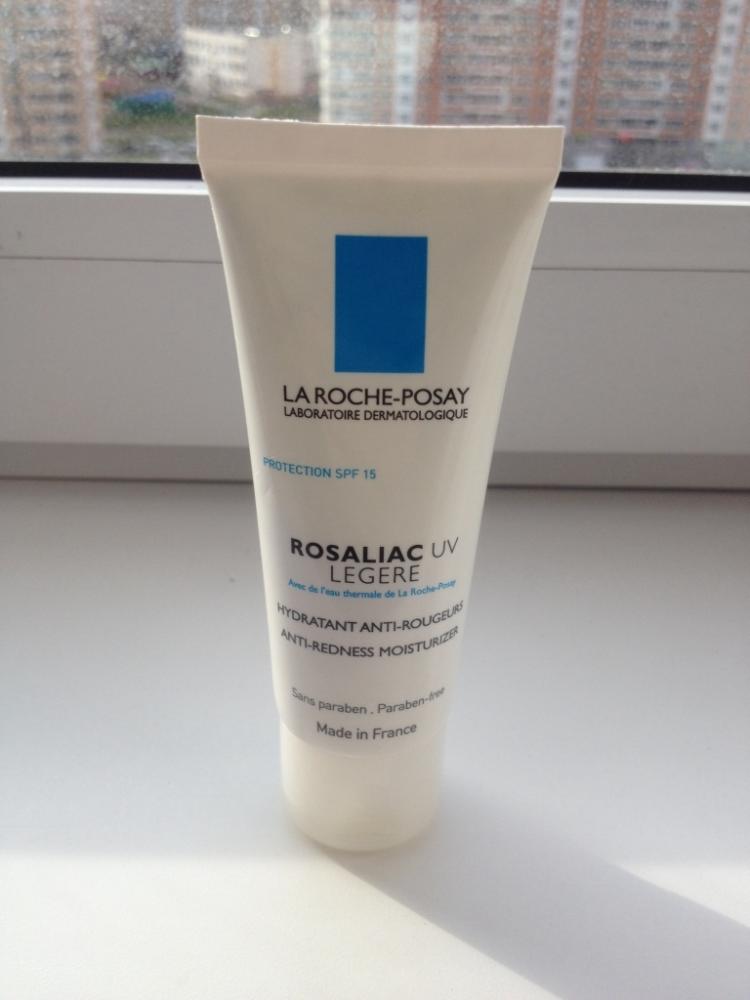 LA ROCHE-POSAY
LABORATOIRE DERMATOLOGIQUE
PROTECTION SPF 15
ROSALIAC UV
LEGERE
Avec de l'eau thermale de La Roche-Posay
HYDRATANT ANTI-ROUGEURS
ANTI-REDNESS MOISTURIZER
Sans paraben . Paraben-free
Made in France